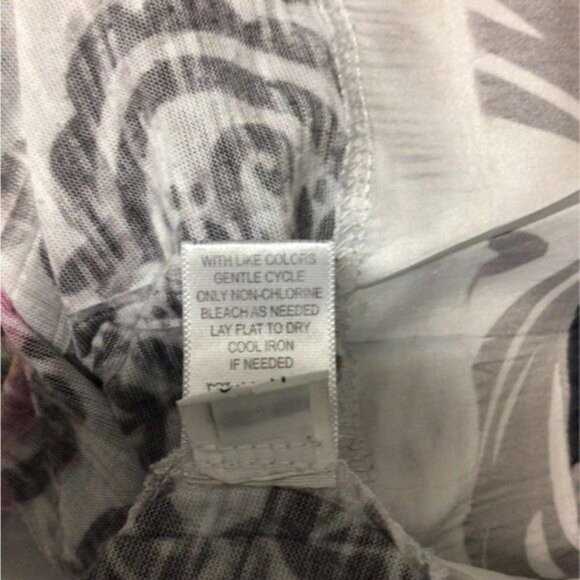 WITH LIKE COLORS
GENTLE CYCLE
ONLY NON-CHLORINE
BLEACH AS NEEDED
LAY FLAT TO DRY
COOL IRON
IF NEEDED